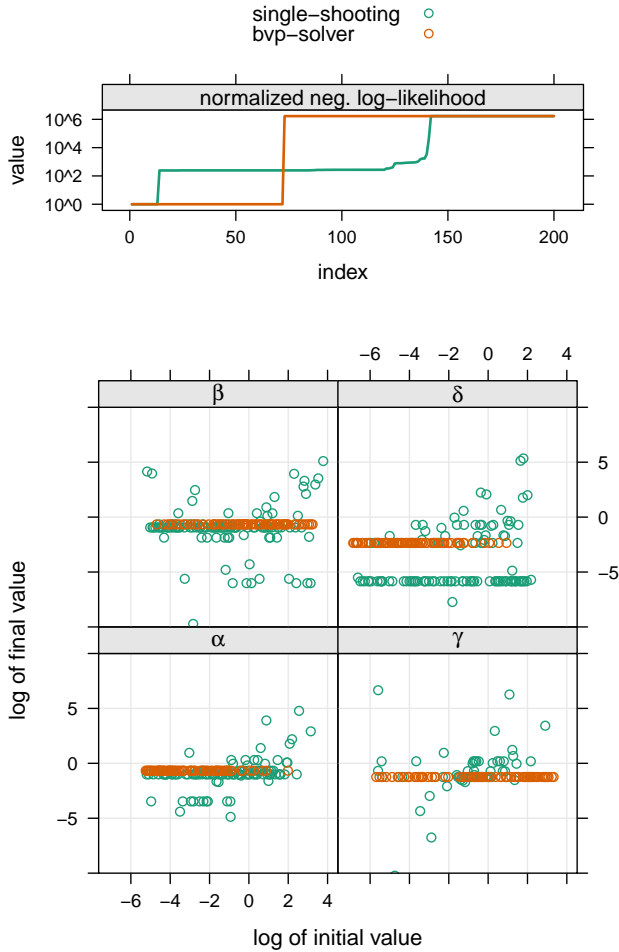 single−shooting
bvp−solver
normalized neg. log−likelihood
value
10^6
10^4
10^2
10^0
0 50 100 150 200
index
−6 −4 −2 0 2 4
β δ
5
0
−5
log of final value
α γ
5
0
−5
−6 −4 −2 0 2 4
log of initial value